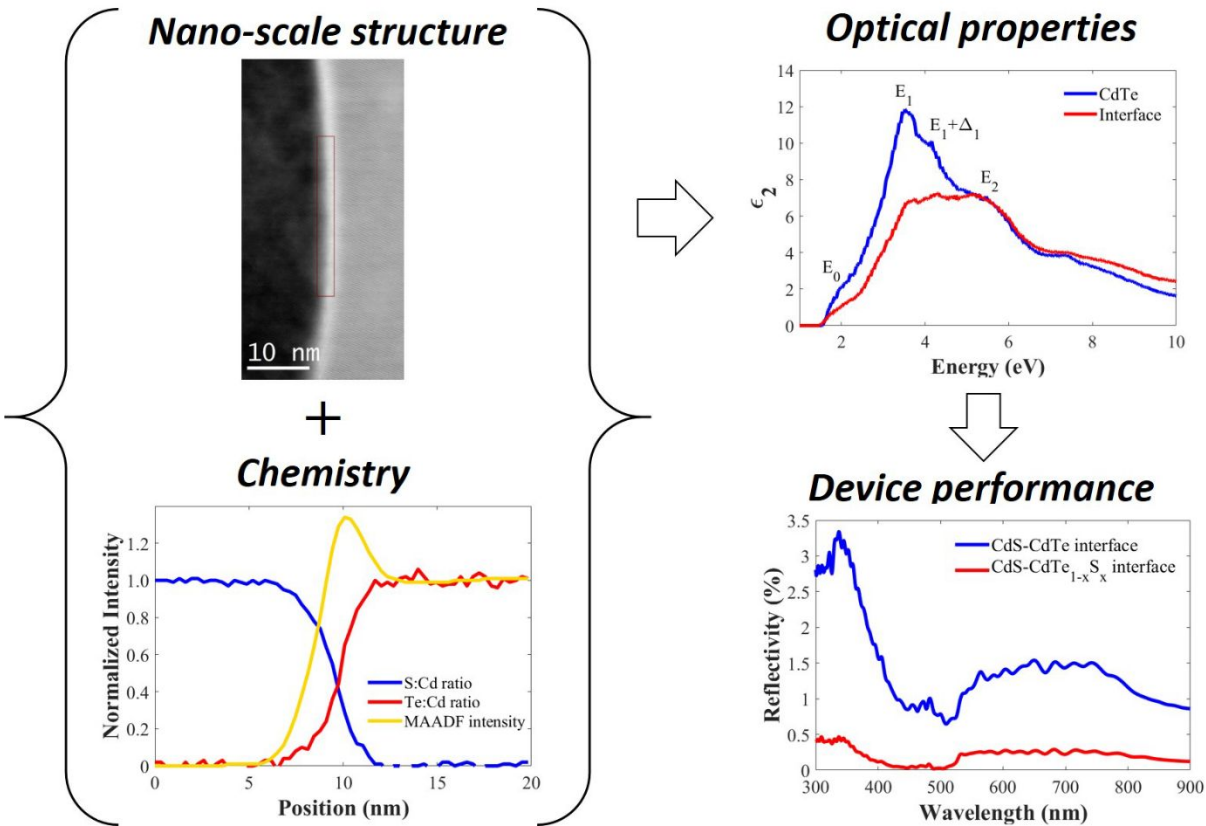 Nano-scale structure
10 nm
+
Chemistry
Normalized Intensity
1.2
1.0
0.8
0.6
0.4
0.2
0
S:Cd ratio
Te:Cd ratio
MAADF intensity
0 5 10 15 20
Position (nm)
Optical properties
ϵ2
14
12
10
8
6
4
2
0
E0
E1
E1+Δ1
E2
CdTe
Interface
2 4 6 8 10
Energy (eV)
Device performance
Reflectivity (%)
3.5
3
2.5
2
1.5
1
0.5
0
CdS-CdTe interface
CdS-CdTe1-xSx interface
300 400 500 600 700 800 900
Wavelength (nm)